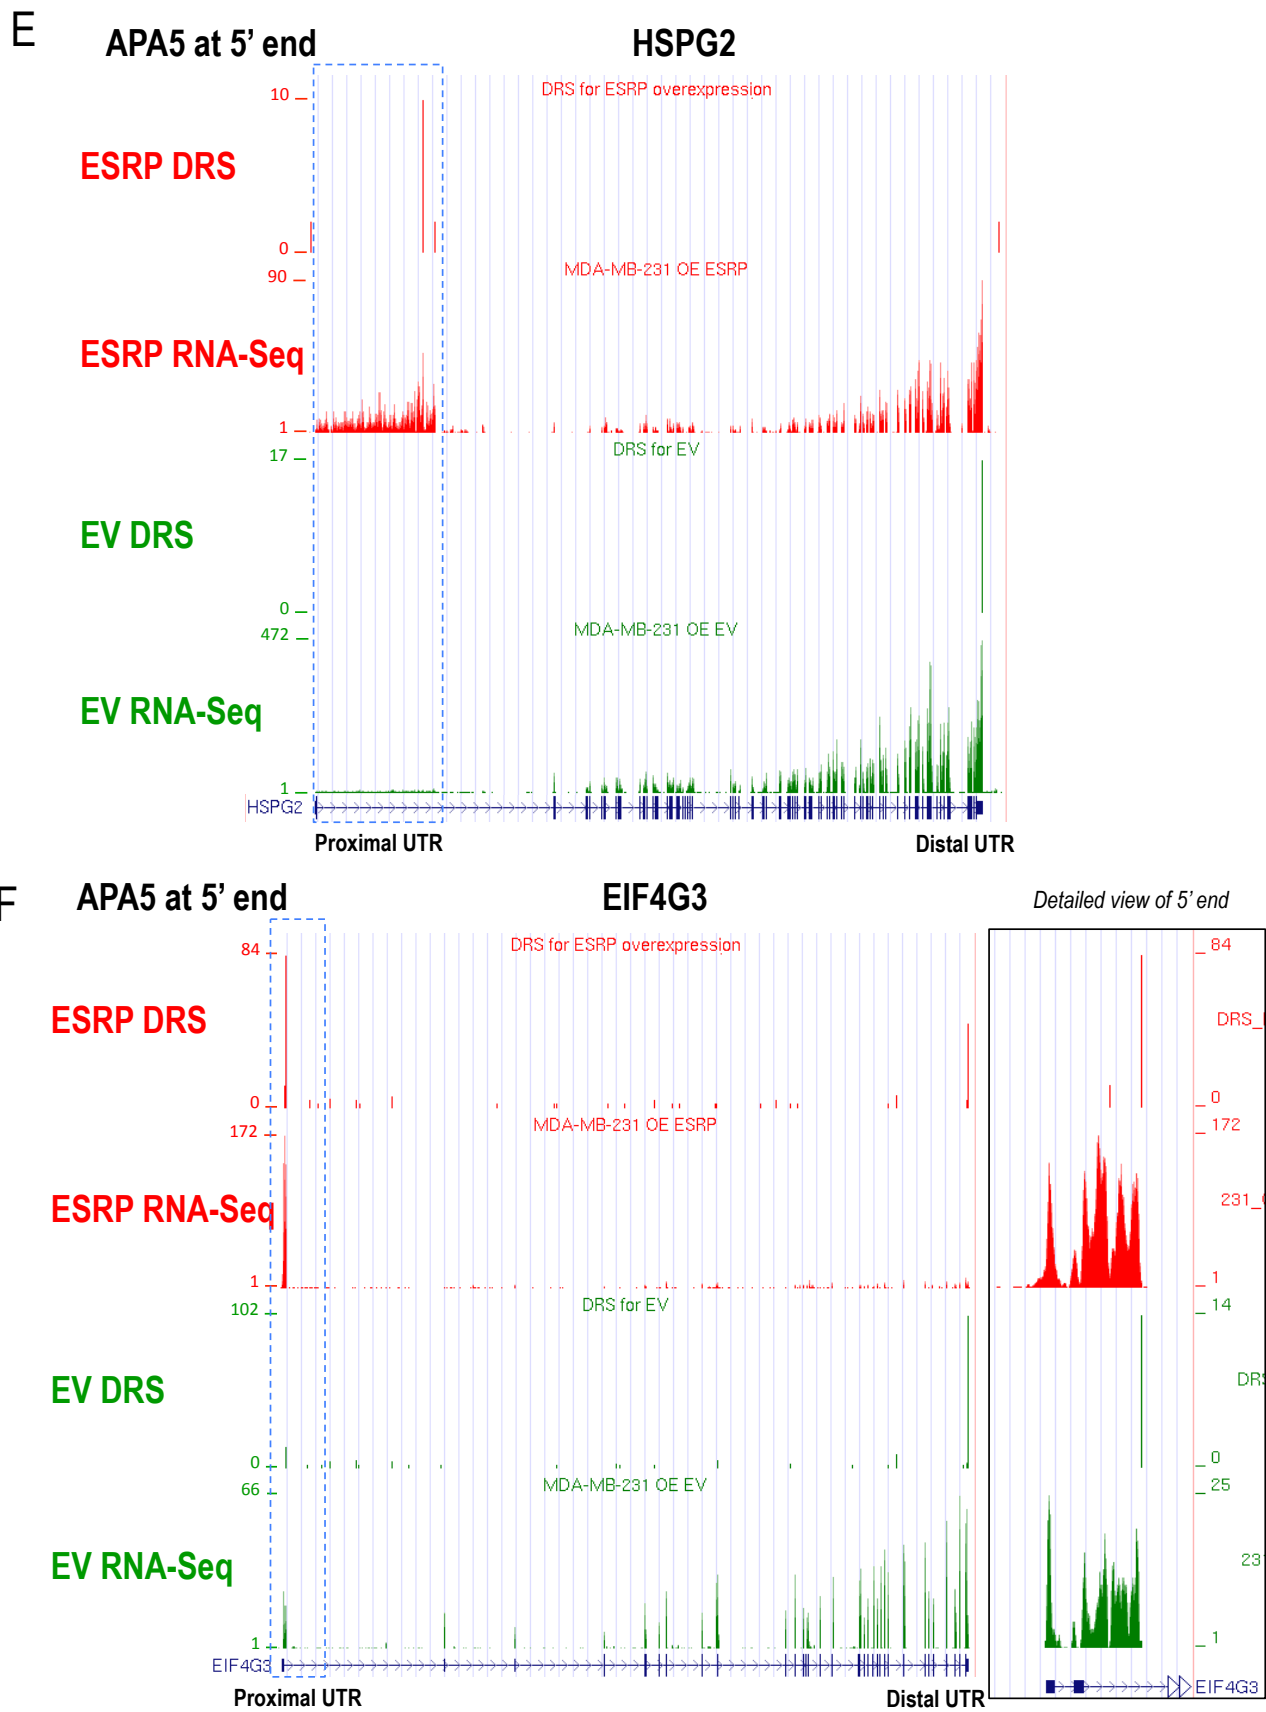 E
APA5 at 5’ end
HSPG2
DRS for ESRP overexpression
10
ESRP DRS
0
MDA-MB-231 OE ESRP
90
ESRP RNA-Seq
1
DRS for EV
17
EV DRS
0
MDA-MB-231 OE EV
472
EV RNA-Seq
1
HSPG2
Proximal UTR
Distal UTR
F
APA5 at 5’ end
EIF4G3
Detailed view of 5’ end
DRS for ESRP overexpression
84
84
ESRP DRS
DRS_
0
0
MDA-MB-231 OE ESRP
172
172
ESRP RNA-Seq
231_
1
1
DRS for EV
102
14
EV DRS
DRS
0
0
MDA-MB-231 OE EV
66
25
EV RNA-Seq
23
1
1
EIF4G3
EIF4G3
Proximal UTR
Distal UTR